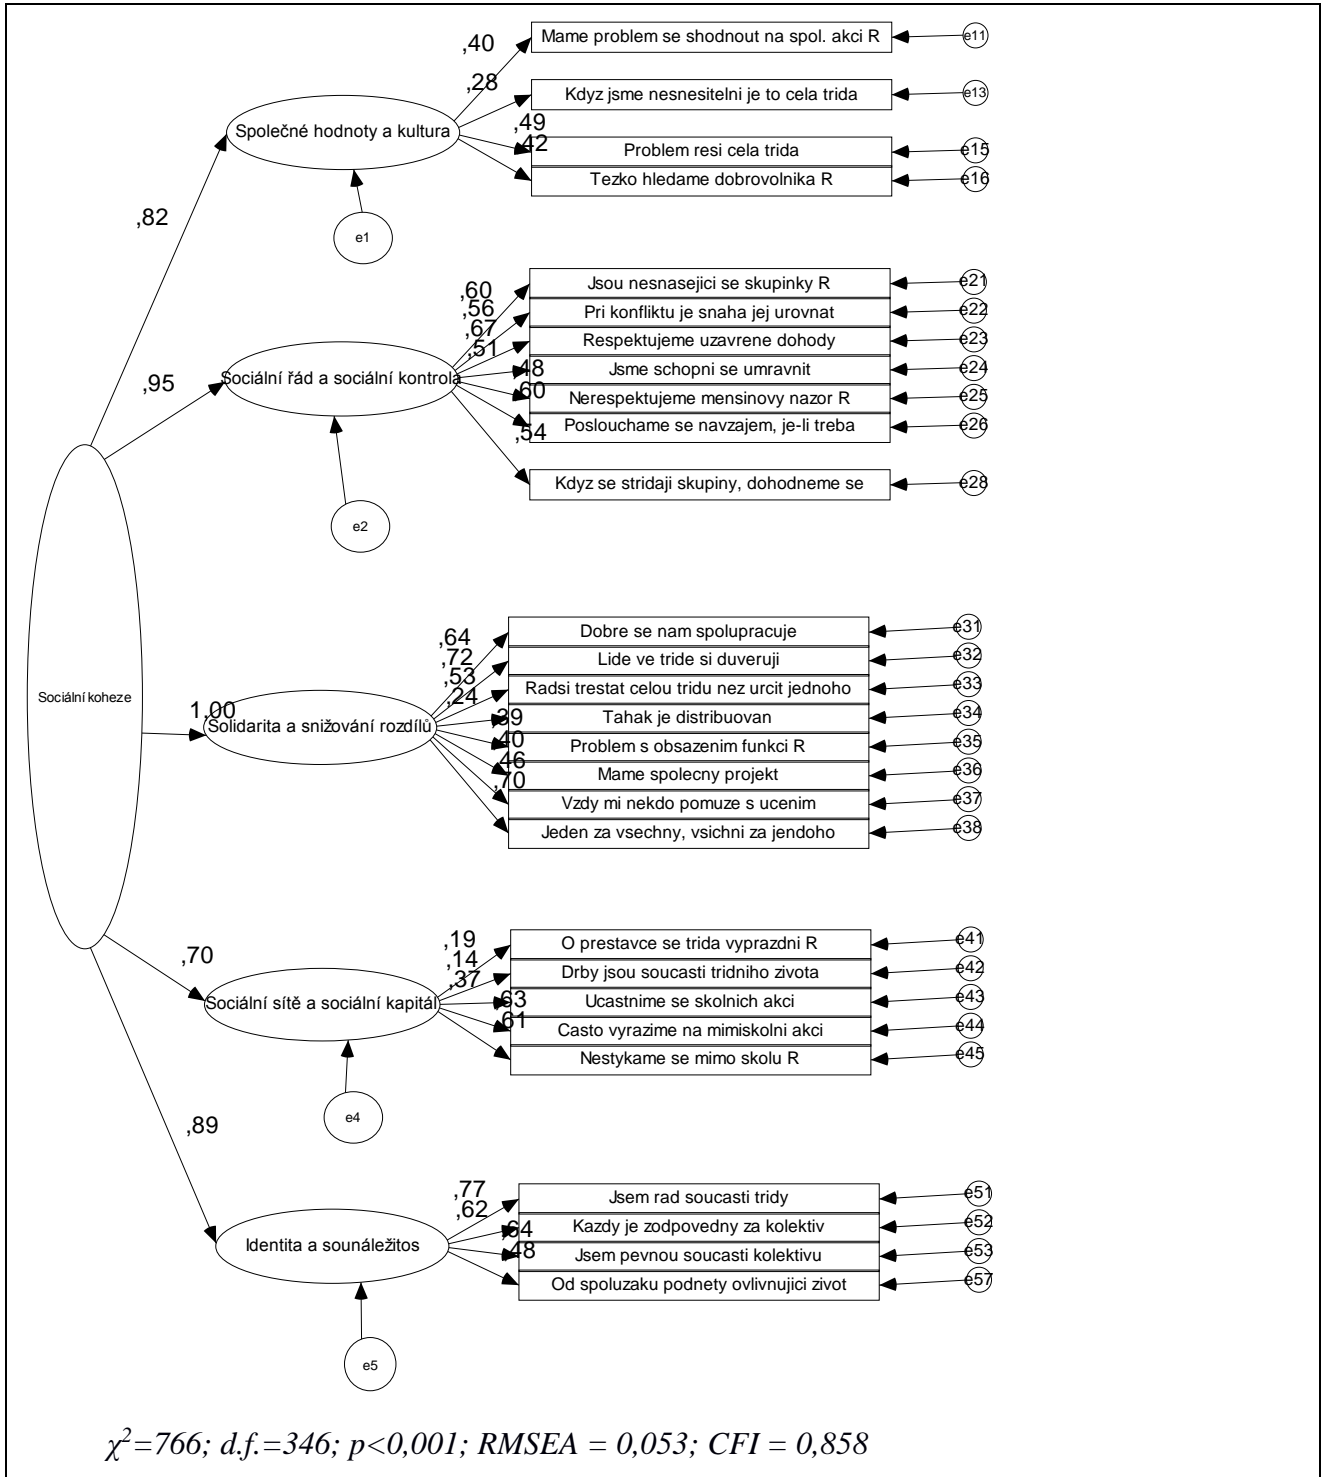 ,40
Mame problem se shodnout na spol. akci R
e11
,28
Kdyz jsme nesnesitelni je to cela trida
e13
Společné hodnoty a kultura
,49
Problem resi cela trida
e15
,42
Tezko hledame dobrovolnika R
e16
,82
e1
,60
Jsou nesnasejici se skupinky R
e21
,56
Pri konfliktu je snaha jej urovnat
e22
,67
Respektujeme uzavrene dohody
e23
,51
Jsme schopni se umravnit
e24
,95
Sociální řád a sociální kontrola
,48
Nerespektujeme mensinovy nazor R
e25
,60
Poslouchame se navzajem, je-li treba
e26
,54
Kdyz se stridaji skupiny, dohodneme se
e28
e2
,64
Dobre se nam spolupracuje
e31
,72
Lide ve tride si duveruji
e32
,53
Radsi trestat celou tridu nez urcit jednoho
e33
,24
Tahak je distribuovan
e34
Sociální koheze
1,00
Solidarita a snižování rozdílů
,39
Problem s obsazenim funkci R
e35
,40
Mame spolecny projekt
e36
,46
Vzdy mi nekdo pomuze s ucenim
e37
,70
Jeden za vsechny, vsichni za jendoho
e38
,19
O prestavce se trida vyprazdni R
e41
,14
Drby jsou soucasti tridniho zivota
e42
,70
,37
Sociální sítě a sociální kapitál
Ucastnime se skolnich akci
e43
,63
Casto vyrazime na mimiskolni akci
e44
,61
Nestykame se mimo skolu R
e45
e4
,89
,77
Jsem rad soucasti tridy
e51
,62
Kazdy je zodpovedny za kolektiv
e52
Identita a sounáležitos
,64
Jsem pevnou soucasti kolektivu
e53
,48
Od spoluzaku podnety ovlivnujici zivot
e57
e5
χ²=766; d.f.=346; p<0,001; RMSEA = 0,053; CFI = 0,858